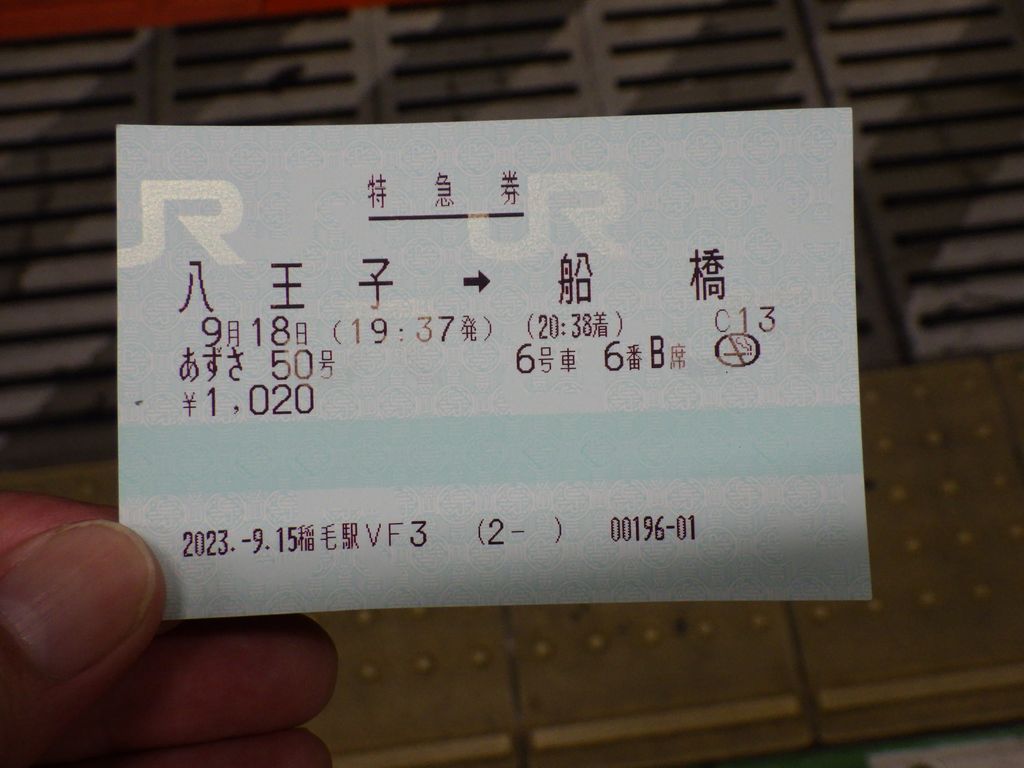 JR JR
特急券
八王子 ➡ 船橋
9月18日 (19:37発) (20:38着) C13
あずさ 50号 6号車 6番B席
¥1,020
2023.-9.15稲毛駅VF3 (2- ) 00196-01